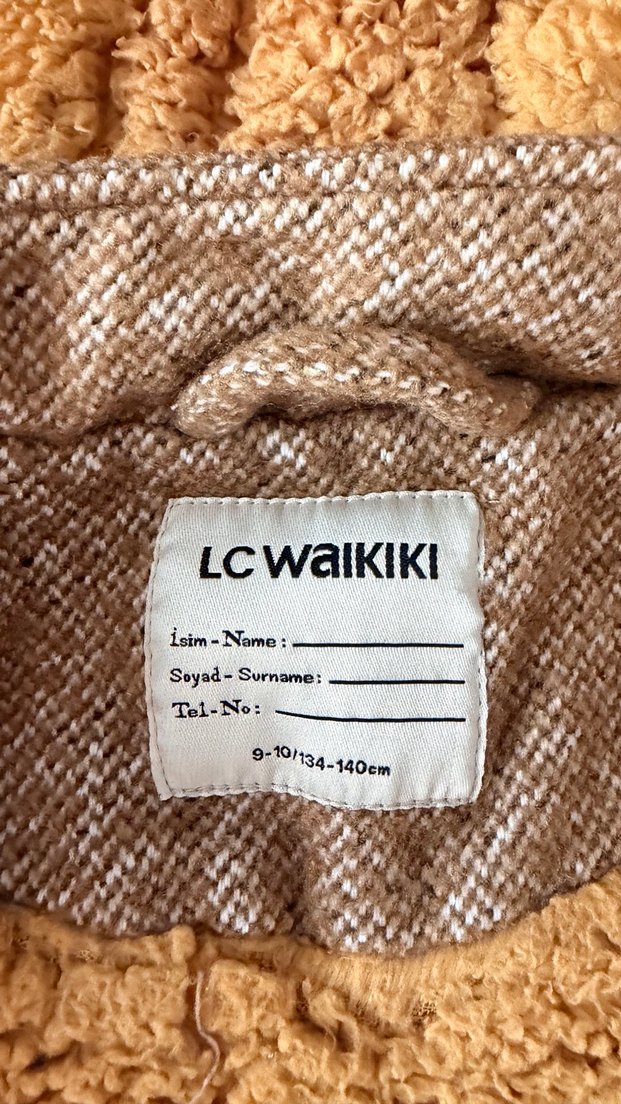 LC Waikiki
İsim - Name :
Soyad - Surname :
Tel - No :
9-10/134-140cm